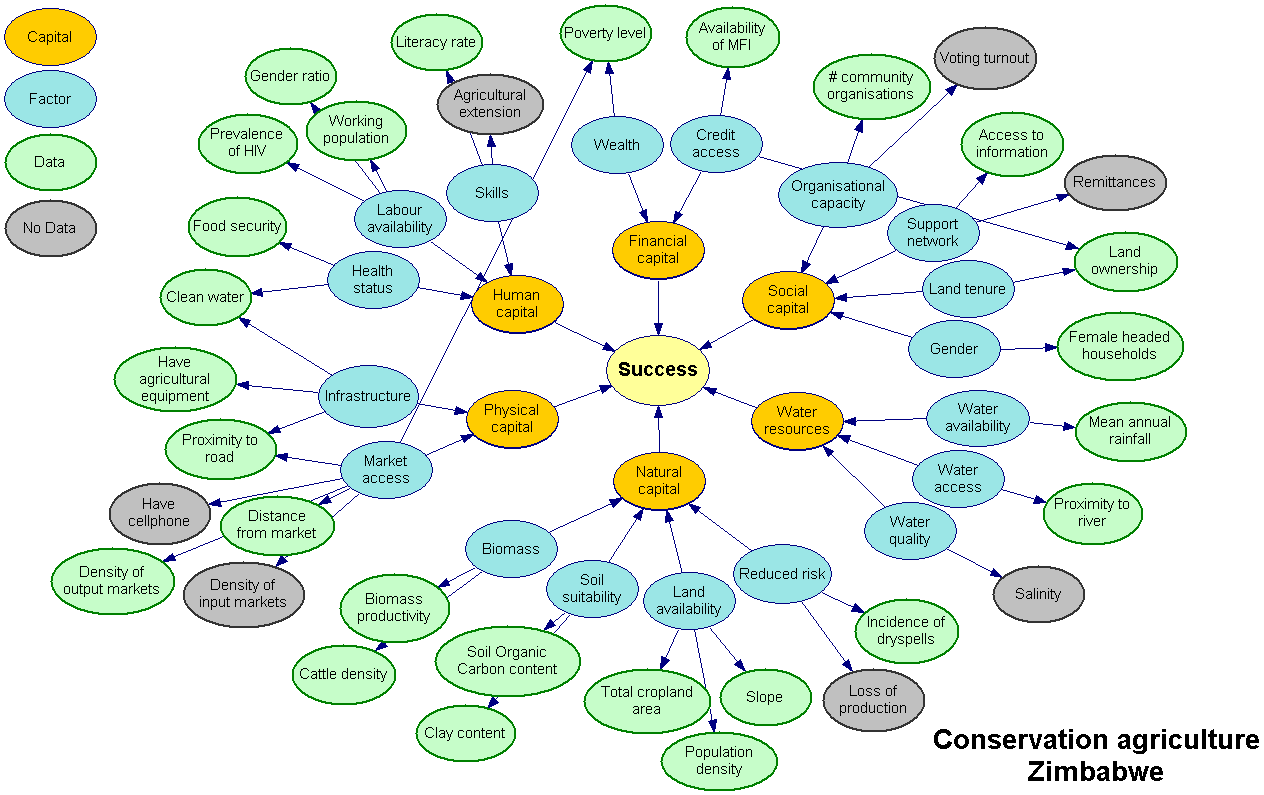 Capital
Factor
Data
No Data
Literacy rate
Poverty level
Availability
of MFI
Voting turnout
# community
organisations
Gender ratio
Agricultural
extension
Working
population
Prevalence
of HIV
Wealth
Credit
access
Access to
information
Remittances
Skills
Organisational
capacity
Labour
availability
Support
network
Food security
Financial
capital
Land
ownership
Health
status
Clean water
Human
capital
Social
capital
Land tenure
Gender
Female headed
households
Success
Have
agricultural
equipment
Infrastructure
Physical
capital
Water
resources
Water
availability
Mean annual
rainfall
Proximity to
road
Market
access
Natural
capital
Water
access
Proximity to
river
Have
cellphone
Distance
from market
Water
quality
Density of
output markets
Density of
input markets
Biomass
Soil
suitability
Land
availability
Reduced risk
Salinity
Biomass
productivity
Incidence of
dryspells
Cattle density
Soil Organic
Carbon content
Total cropland
area
Slope
Loss of
production
Clay content
Population
density
Conservation agriculture
Zimbabwe